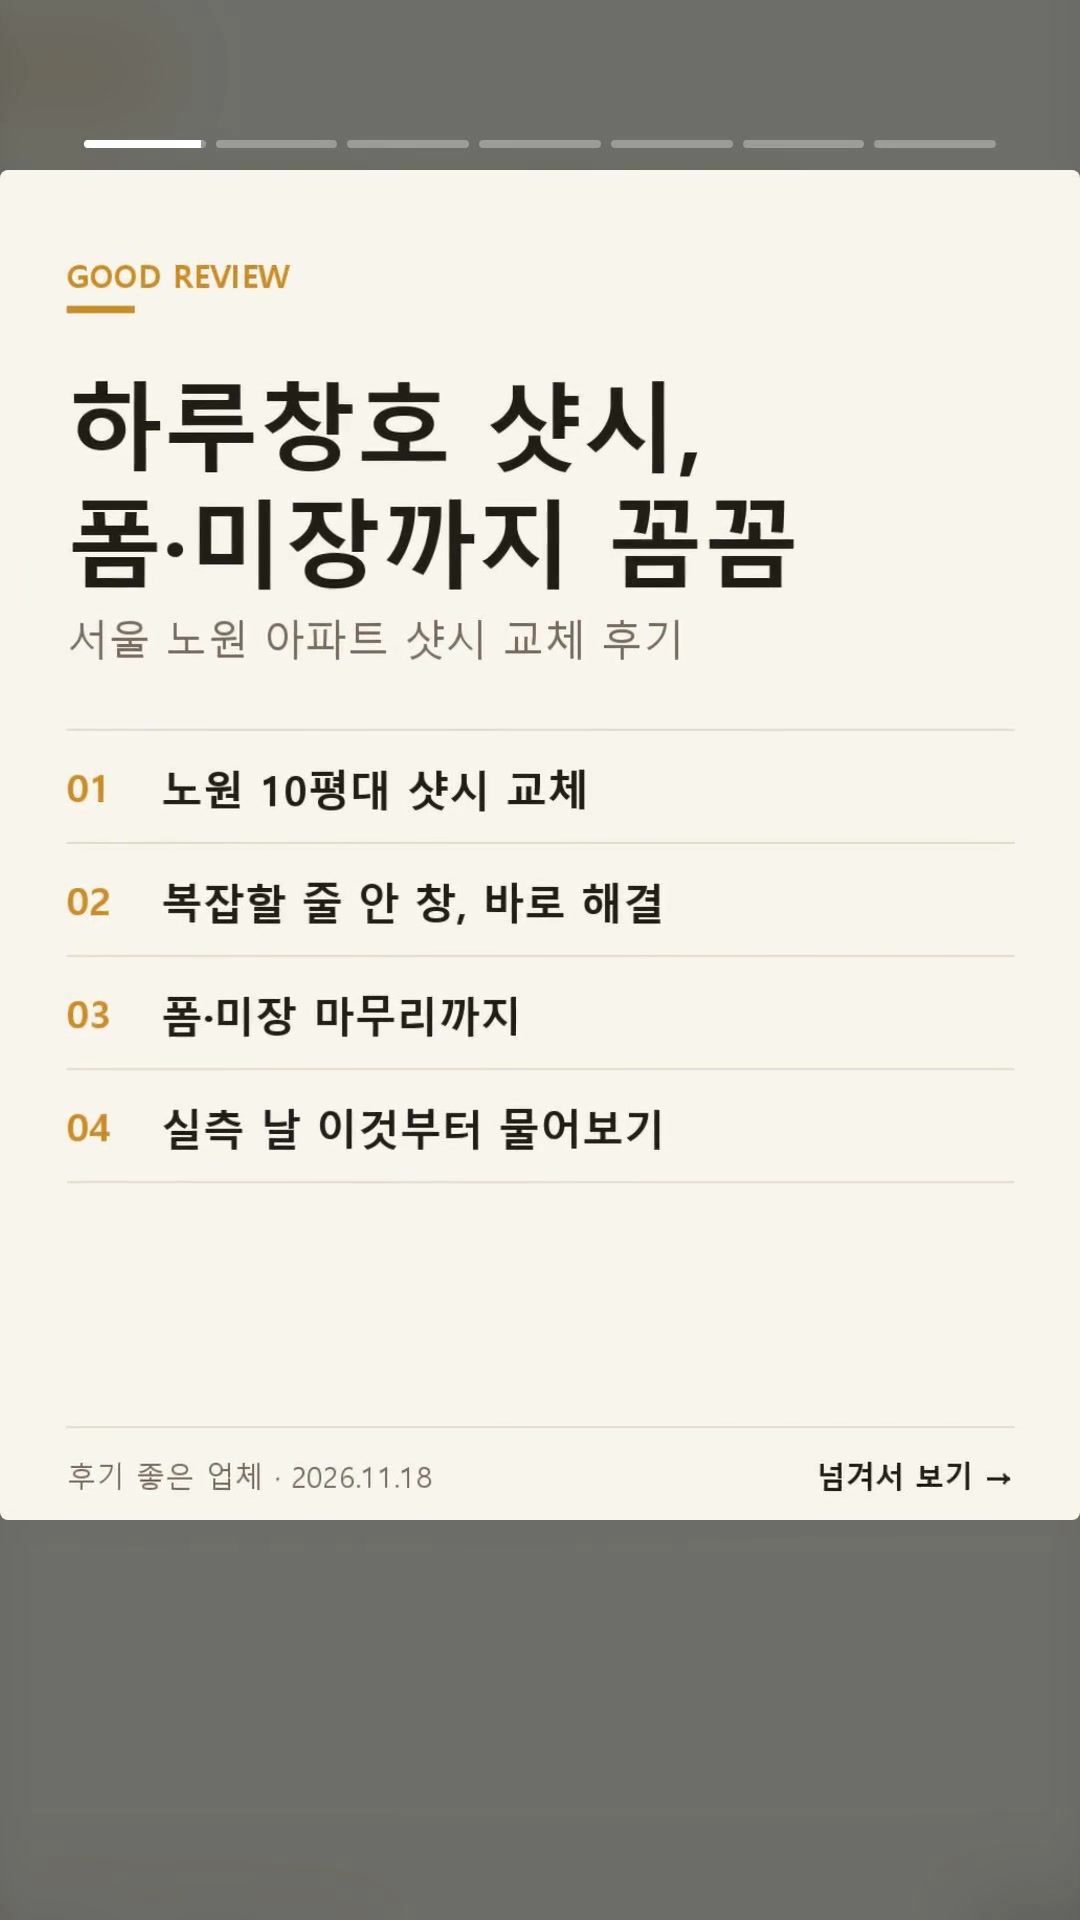 GOOD REVIEW
하루창호 샷시,
폼·미장까지 꼼꼼
서울 노원 아파트 샷시 교체 후기
01 노원 10평대 샷시 교체
02 복잡할 줄 안 창, 바로 해결
03 폼·미장 마무리까지
04 실측 날 이것부터 물어보기
후기 좋은 업체 · 2026.11.18
넘겨서 보기 →